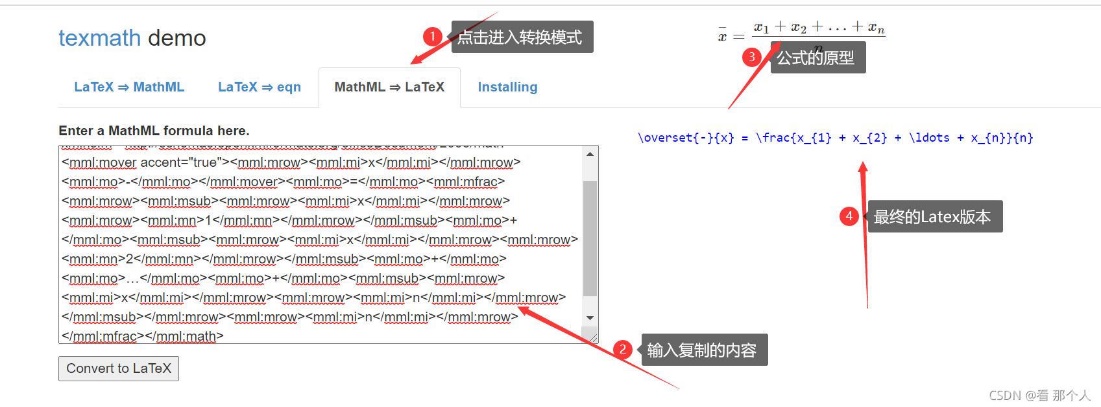 texmath demo
1 点击进入转换模式
x̄ = (x₁ + x₂ + … + xₙ)/n
3 公式的原型
LaTeX ⇒ MathML LaTeX ⇒ eqn MathML ⇒ LaTeX Installing
Enter a MathML formula here.
<mml:mover accent="true"><mml:mrow><mml:mi>x</mml:mi></mml:mrow>
<mml:mo>-</mml:mo></mml:mover><mml:mo>=</mml:mo><mml:mfrac>
<mml:mrow><mml:msub><mml:mrow><mml:mi>x</mml:mi></mml:mrow>
<mml:mrow><mml:mn>1</mml:mn></mml:mrow></mml:msub><mml:mo>+
</mml:mo><mml:msub><mml:mrow><mml:mi>x</mml:mi></mml:mrow><mml:mrow>
<mml:mn>2</mml:mn></mml:mrow></mml:msub><mml:mo>+</mml:mo>
<mml:mo>…</mml:mo><mml:mo>+</mml:mo><mml:msub><mml:mrow>
<mml:mi>x</mml:mi></mml:mrow><mml:mrow><mml:mi>n</mml:mi></mml:mrow>
</mml:msub></mml:mrow><mml:mrow><mml:mi>n</mml:mi></mml:mrow>
</mml:mfrac></mml:math>
\overset{-}{x} = \frac{x_{1} + x_{2} + \ldots + x_{n}}{n}
4 最终的Latex版本
2 输入复制的内容
Convert to LaTeX
CSDN @看 那个人